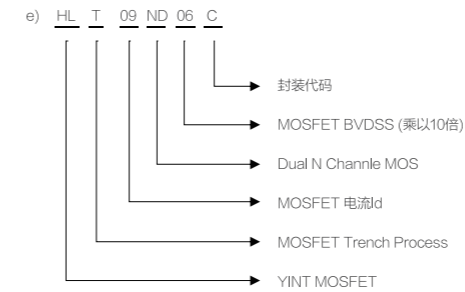 e) HL T 09 ND 06 C
封装代码
MOSFET BVDSS (乘以10倍)
Dual N Channle MOS
MOSFET 电流Id
MOSFET Trench Process
YINT MOSFET